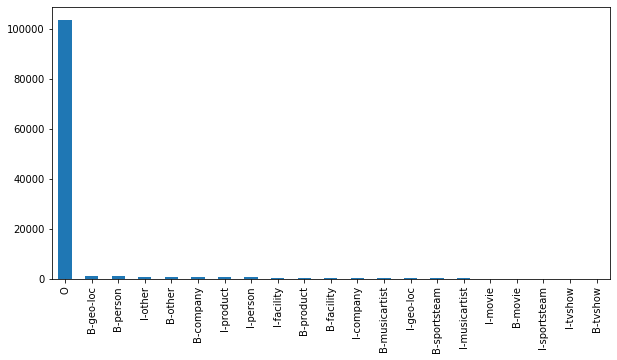 100000
80000
60000
40000
20000
0
O
B-geo-loc
B-person
I-other
B-other
B-company
I-product
I-person
I-facility
B-product
B-facility
I-company
B-musicartist
I-geo-loc
B-sportsteam
I-musicartist
I-movie
B-movie
I-sportsteam
I-tvshow
B-tvshow